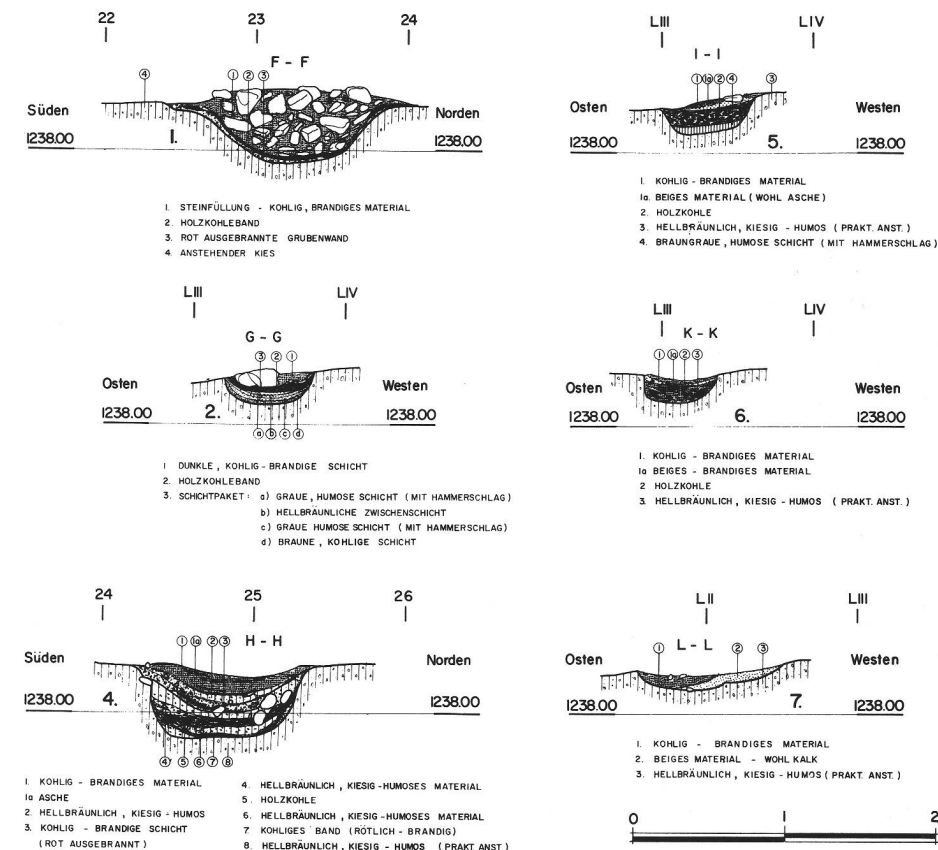 22 23 24
F - F
④ ① ② ③
Süden Norden
1238.00 1. 1238.00
1. STEINFÜLLUNG - KOHLIG, BRANDIGES MATERIAL
2. HOLZKOHLEBAND
3. ROT AUSGEBRANNTE GRUBENWAND
4. ANSTEHENDER KIES
LIII LIV
G - G
③ ② ①
Osten Westen
1238.00 2. 1238.00
ⓐ ⓑ ⓒ ⓓ
1 DUNKLE, KOHLIG-BRANDIGE SCHICHT
2. HOLZKOHLEBAND
3. SCHICHTPAKET: a) GRAUE, HUMOSE SCHICHT (MIT HAMMERSCHLAG)
b) HELLBRÄUNLICHE ZWISCHENSCHICHT
c) GRAUE HUMOSE SCHICHT (MIT HAMMERSCHLAG)
d) BRAUNE, KOHLIGE SCHICHT
24 25 26
① 1a ② ③ H - H
Süden Norden
1238.00 4. 1238.00
④ ⑤ ⑥ ⑦ ⑧
1. KOHLIG - BRANDIGES MATERIAL
1a ASCHE
2. HELLBRÄUNLICH, KIESIG - HUMOS
3. KOHLIG - BRANDIGE SCHICHT
(ROT AUSGEBRANNT)
4. HELLBRÄUNLICH, KIESIG-HUMOSES MATERIAL
5. HOLZKOHLE
6. HELLBRÄUNLICH, KIESIG-HUMOSES MATERIAL
7 KOHLIGES BAND (RÖTLICH - BRANDIG)
8. HELLBRÄUNLICH, KIESIG - HUMOS (PRAKT. ANST)
LIII LIV
I - I
① 1a ② ④ ③
Osten Westen
1238.00 5. 1238.00
1. KOHLIG - BRANDIGES MATERIAL
1a. BEIGES MATERIAL (WOHL ASCHE)
2. HOLZKOHLE
3. HELLBRÄUNLICH, KIESIG - HUMOS (PRAKT. ANST.)
4. BRAUNGRAUE, HUMOSE SCHICHT (MIT HAMMERSCHLAG)
LIII LIV
K - K
① 1a ② ③
Osten Westen
1238.00 6. 1238.00
1. KOHLIG - BRANDIGES MATERIAL
1a BEIGES - BRANDIGES MATERIAL
2 HOLZKOHLE
3. HELLBRÄUNLICH, KIESIG - HUMOS (PRAKT. ANST.)
LII LIII
① L - L ② ③
Osten Westen
1238.00 7. 1238.00
1. KOHLIG - BRANDIGES MATERIAL
2. BEIGES MATERIAL - WOHL KALK
3. HELLBRÄUNLICH, KIESIG - HUMOS (PRAKT. ANST.)
0 1 2